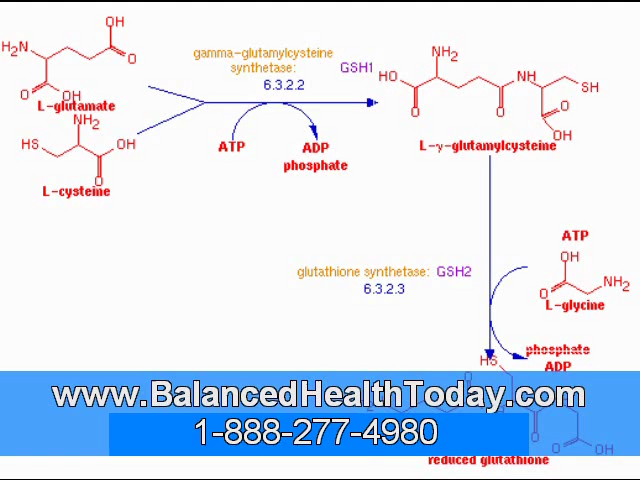 OH
H₂N
OH
O
O
OH
L-glutamate
NH₂
HS
OH
O
L-cysteine
gamma-glutamylcysteine
synthetase:
GSH1
6.3.2.2
ATP
ADP
phosphate
NH₂
HO
O
O
NH
SH
O
OH
L-γ-glutamylcysteine
glutathione synthetase: GSH2
6.3.2.3
ATP
OH
O
NH₂
L-glycine
phosphate
ADP
HS
www.BalancedHealthToday.com
1-888-277-4980
O
OH
reduced glutathione